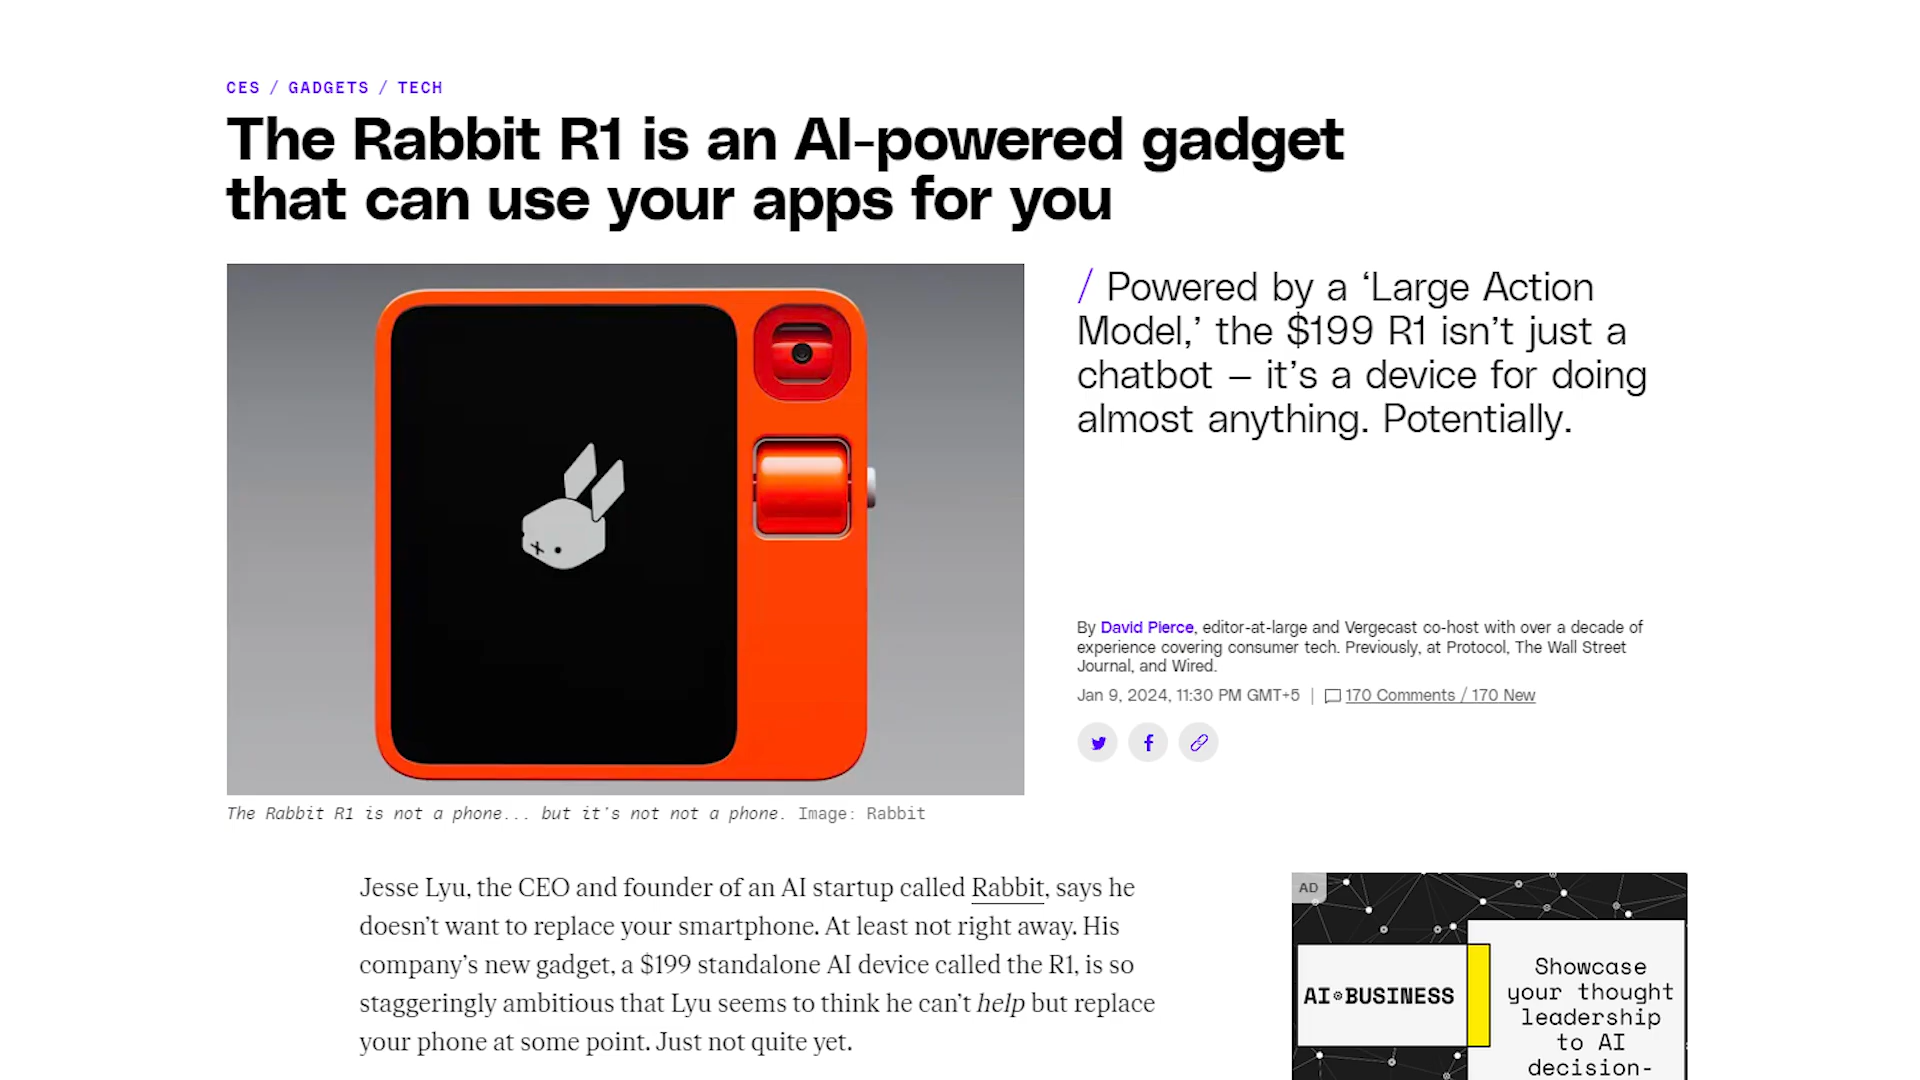 CES / GADGETS / TECH
The Rabbit R1 is an AI-powered gadget
that can use your apps for you
/ Powered by a ‘Large Action
Model,’ the $199 R1 isn’t just a
chatbot — it’s a device for doing
almost anything. Potentially.
By David Pierce, editor-at-large and Vergecast co-host with over a decade of
experience covering consumer tech. Previously, at Protocol, The Wall Street
Journal, and Wired.
Jan 9, 2024, 11:30 PM GMT+5 | 170 Comments / 170 New
The Rabbit R1 is not a phone... but it's not not a phone. Image: Rabbit
Jesse Lyu, the CEO and founder of an AI startup called Rabbit, says he
doesn’t want to replace your smartphone. At least not right away. His
company’s new gadget, a $199 standalone AI device called the R1, is so
staggeringly ambitious that Lyu seems to think he can’t help but replace
your phone at some point. Just not quite yet.
AD
AI BUSINESS
Showcase
your thought
leadership
to AI
decision-